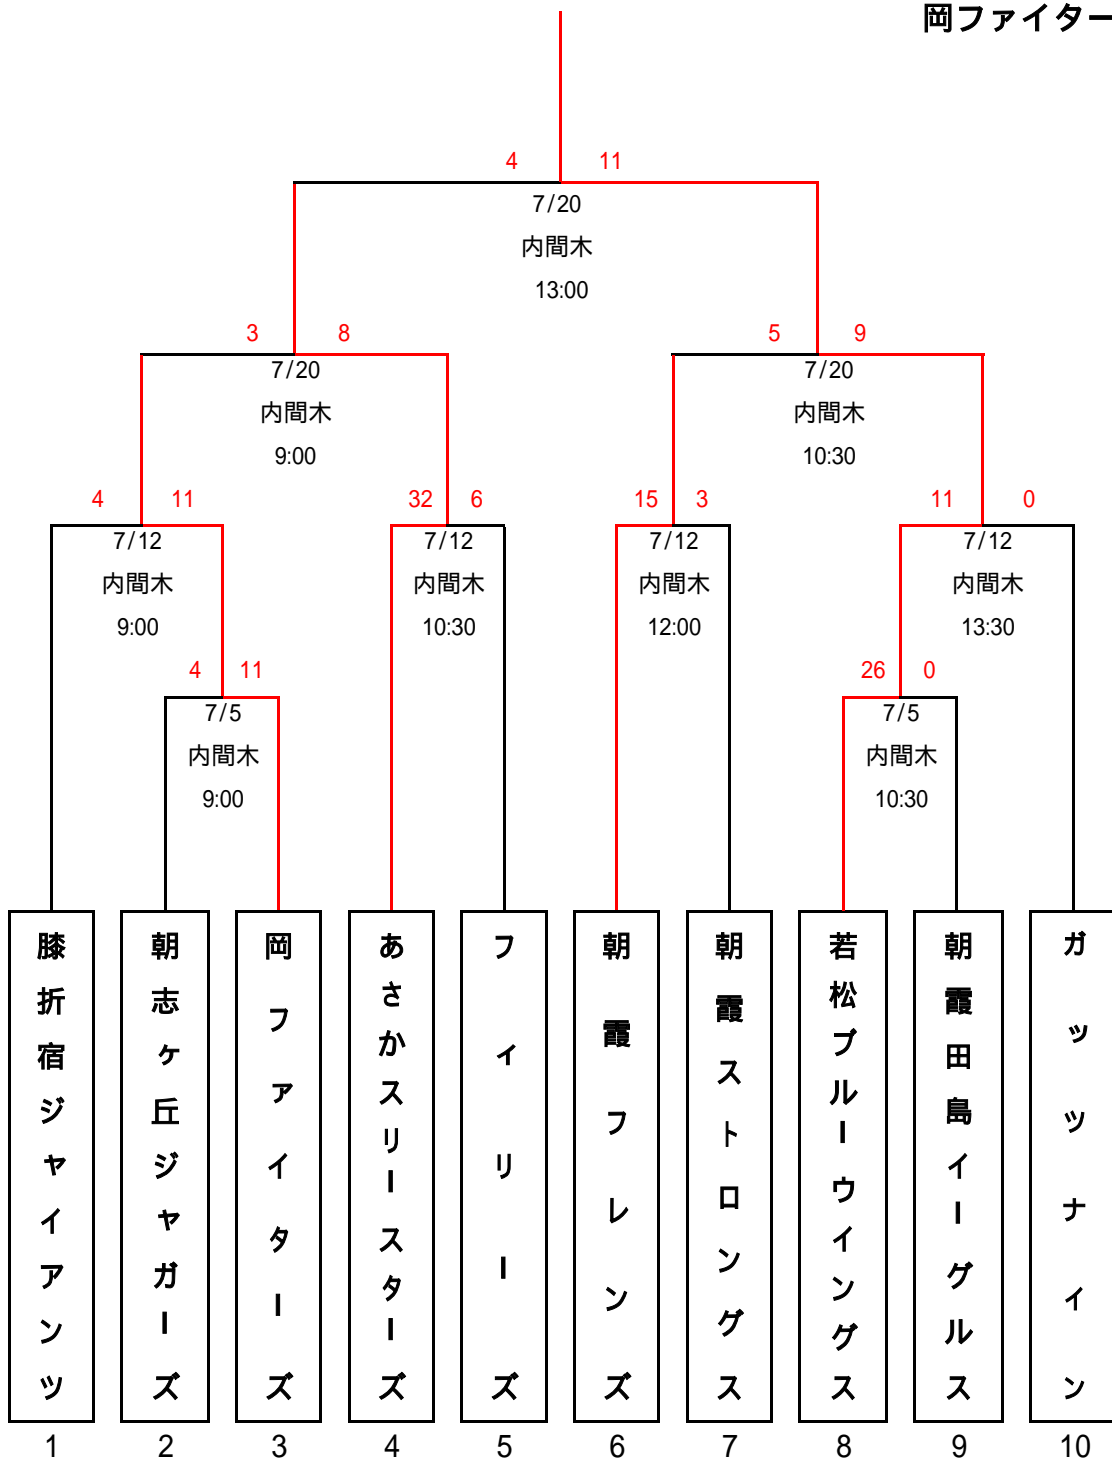 岡ファイター
4 11
7/20
内間木
13:00
3 8
7/20
内間木
9:00
5 9
7/20
内間木
10:30
4 11
7/12
内間木
9:00
32 6
7/12
内間木
10:30
15 3
7/12
内間木
12:00
11 0
7/12
内間木
13:30
4 11
7/5
内間木
9:00
26 0
7/5
内間木
10:30
膝折宿ジャイアンツ
朝志ヶ丘ジャガーズ
岡ファイターズ
あさかスリースターズ
フィリーズ
朝霞フレンズ
朝霞ストロングス
若松ブルーウイングス
朝霞田島イーグルス
ガッツナイン
1 2 3 4 5 6 7 8 9 10